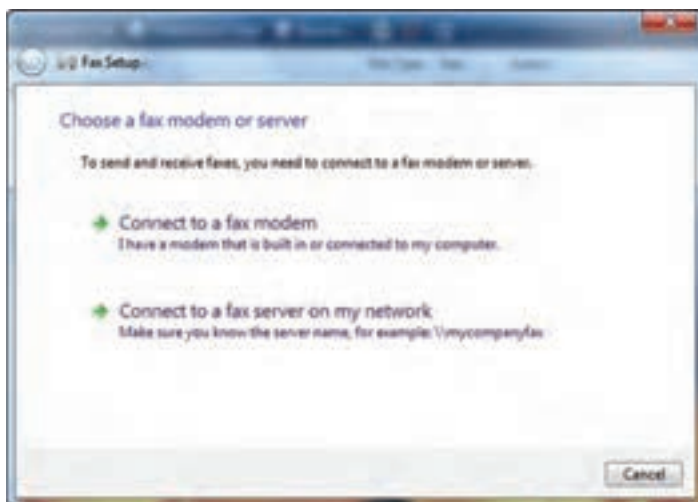 Fax Setup
Choose a fax modem or server
To send and receive faxes, you need to connect to a fax modem or server.
Connect to a fax modem
I have a modem that is built in or connected to my computer.
Connect to a fax server on my network
Make sure you know the server name, for example: \\mycompanyfax
Cancel